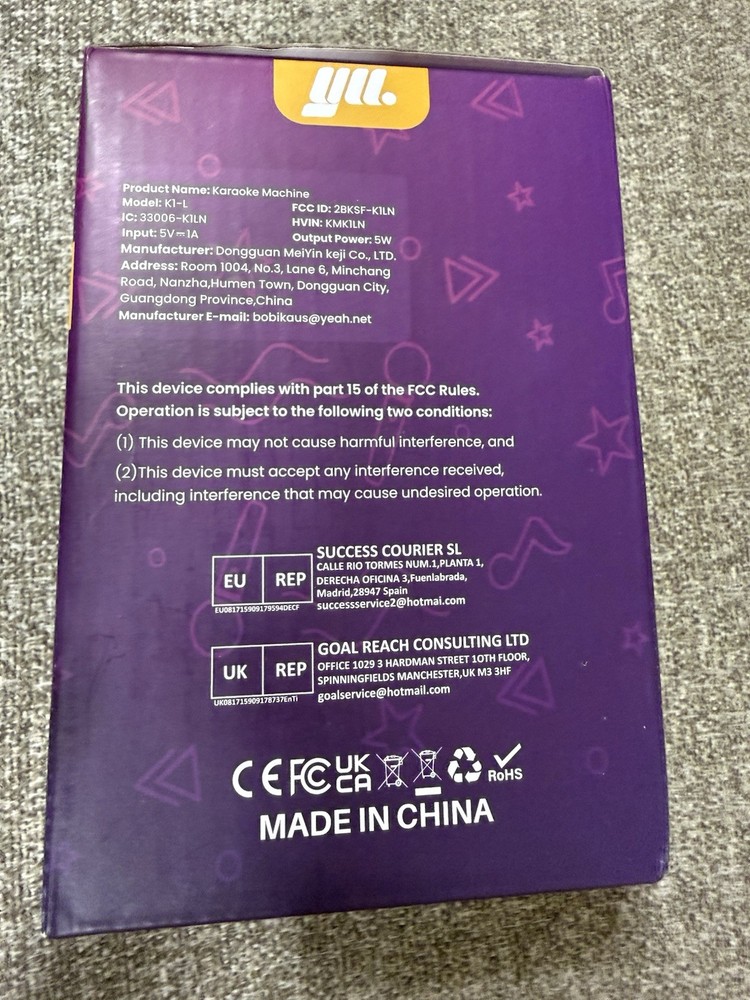 yu.
Product Name: Karaoke Machine
Model: K1-L
FCC ID: 2BKSF-K1LN
IC: 33006-K1LN
HVIN: KMK1LN
Input: 5V⎓1A
Output Power: 5W
Manufacturer: Dongguan MeiYin keji Co., LTD.
Address: Room 1004, No.3, Lane 6, Minchang
Road, Nanzha,Humen Town, Dongguan City,
Guangdong Province,China
Manufacturer E-mail: bobikaus@yeah.net
This device complies with part 15 of the FCC Rules.
Operation is subject to the following two conditions:
(1) This device may not cause harmful interference, and
(2)This device must accept any interference received,
including interference that may cause undesired operation.
EU REP
EU081715909179594DECF
SUCCESS COURIER SL
CALLE RIO TORMES NUM.1,PLANTA 1,
DERECHA OFICINA 3,Fuenlabrada,
Madrid,28947 Spain
successservice2@hotmai.com
UK REP
UK081715909178737EnTi
GOAL REACH CONSULTING LTD
OFFICE 1029 3 HARDMAN STREET 10TH FLOOR,
SPINNINGFIELDS MANCHESTER,UK M3 3HF
goalservice@hotmail.com
CE FC UK CA RoHS
MADE IN CHINA